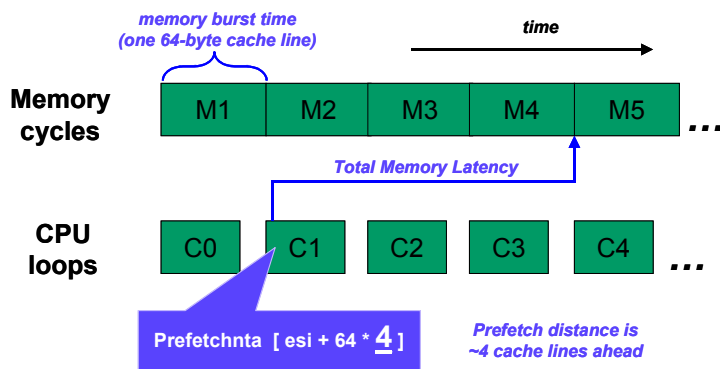 memory burst time
(one 64-byte cache line)
time
Memory
cycles
M1 M2 M3 M4 M5 ...
Total Memory Latency
CPU
loops
C0 C1 C2 C3 C4 ...
Prefetchnta [ esi + 64 * 4 ]
Prefetch distance is
~4 cache lines ahead